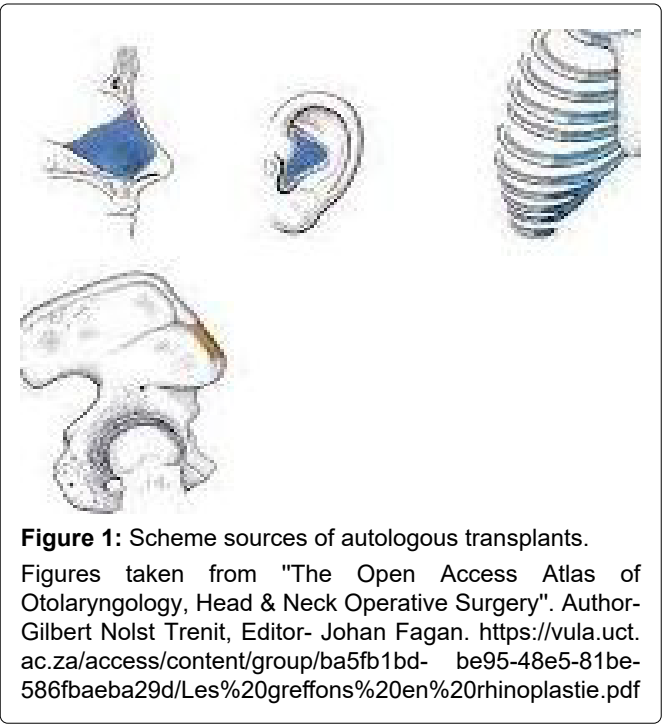 Figure 1: Scheme sources of autologous transplants.
Figures taken from "The Open Access Atlas of
Otolaryngology, Head & Neck Operative Surgery". Author-
Gilbert Nolst Trenit, Editor- Johan Fagan. https://vula.uct.
ac.za/access/content/group/ba5fb1bd- be95-48e5-81be-
586fbaeba29d/Les%20greffons%20en%20rhinoplastie.pdf